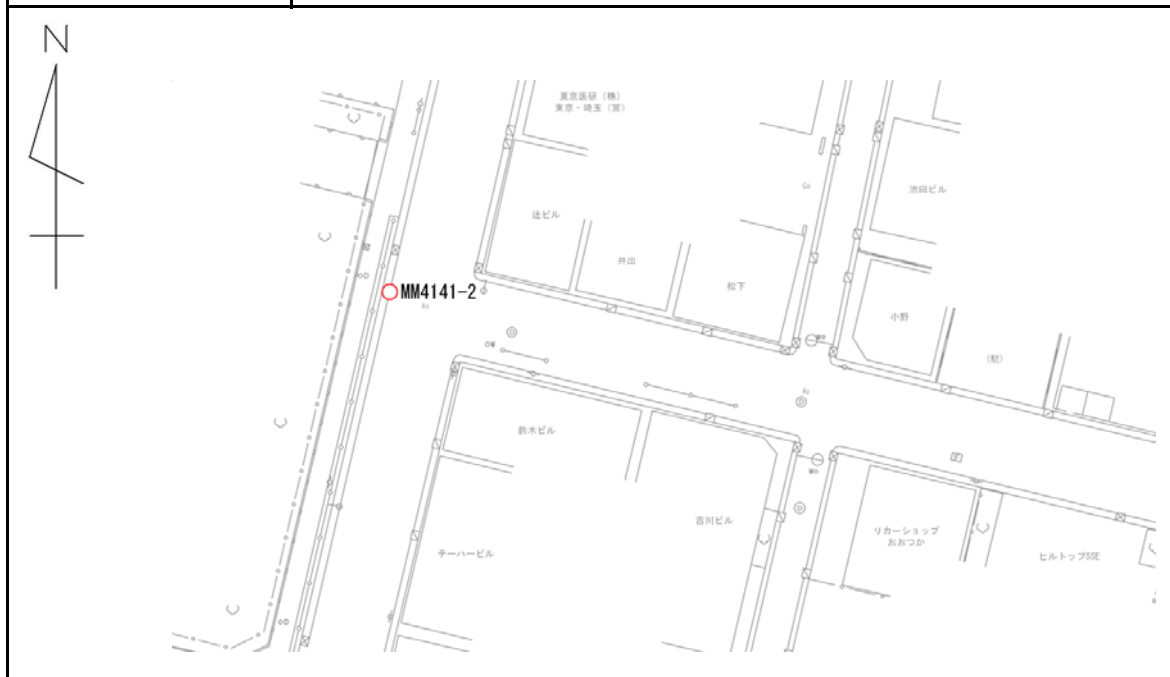 N
東京医研（株）
東京・埼玉（営）
辻ビル
井出
松下
池田ビル
小野
（駐）
MM4141-2
As
Co
As
鈴木ビル
吉川ビル
テーハービル
リカーショップ
おおつか
ヒルトップSSE